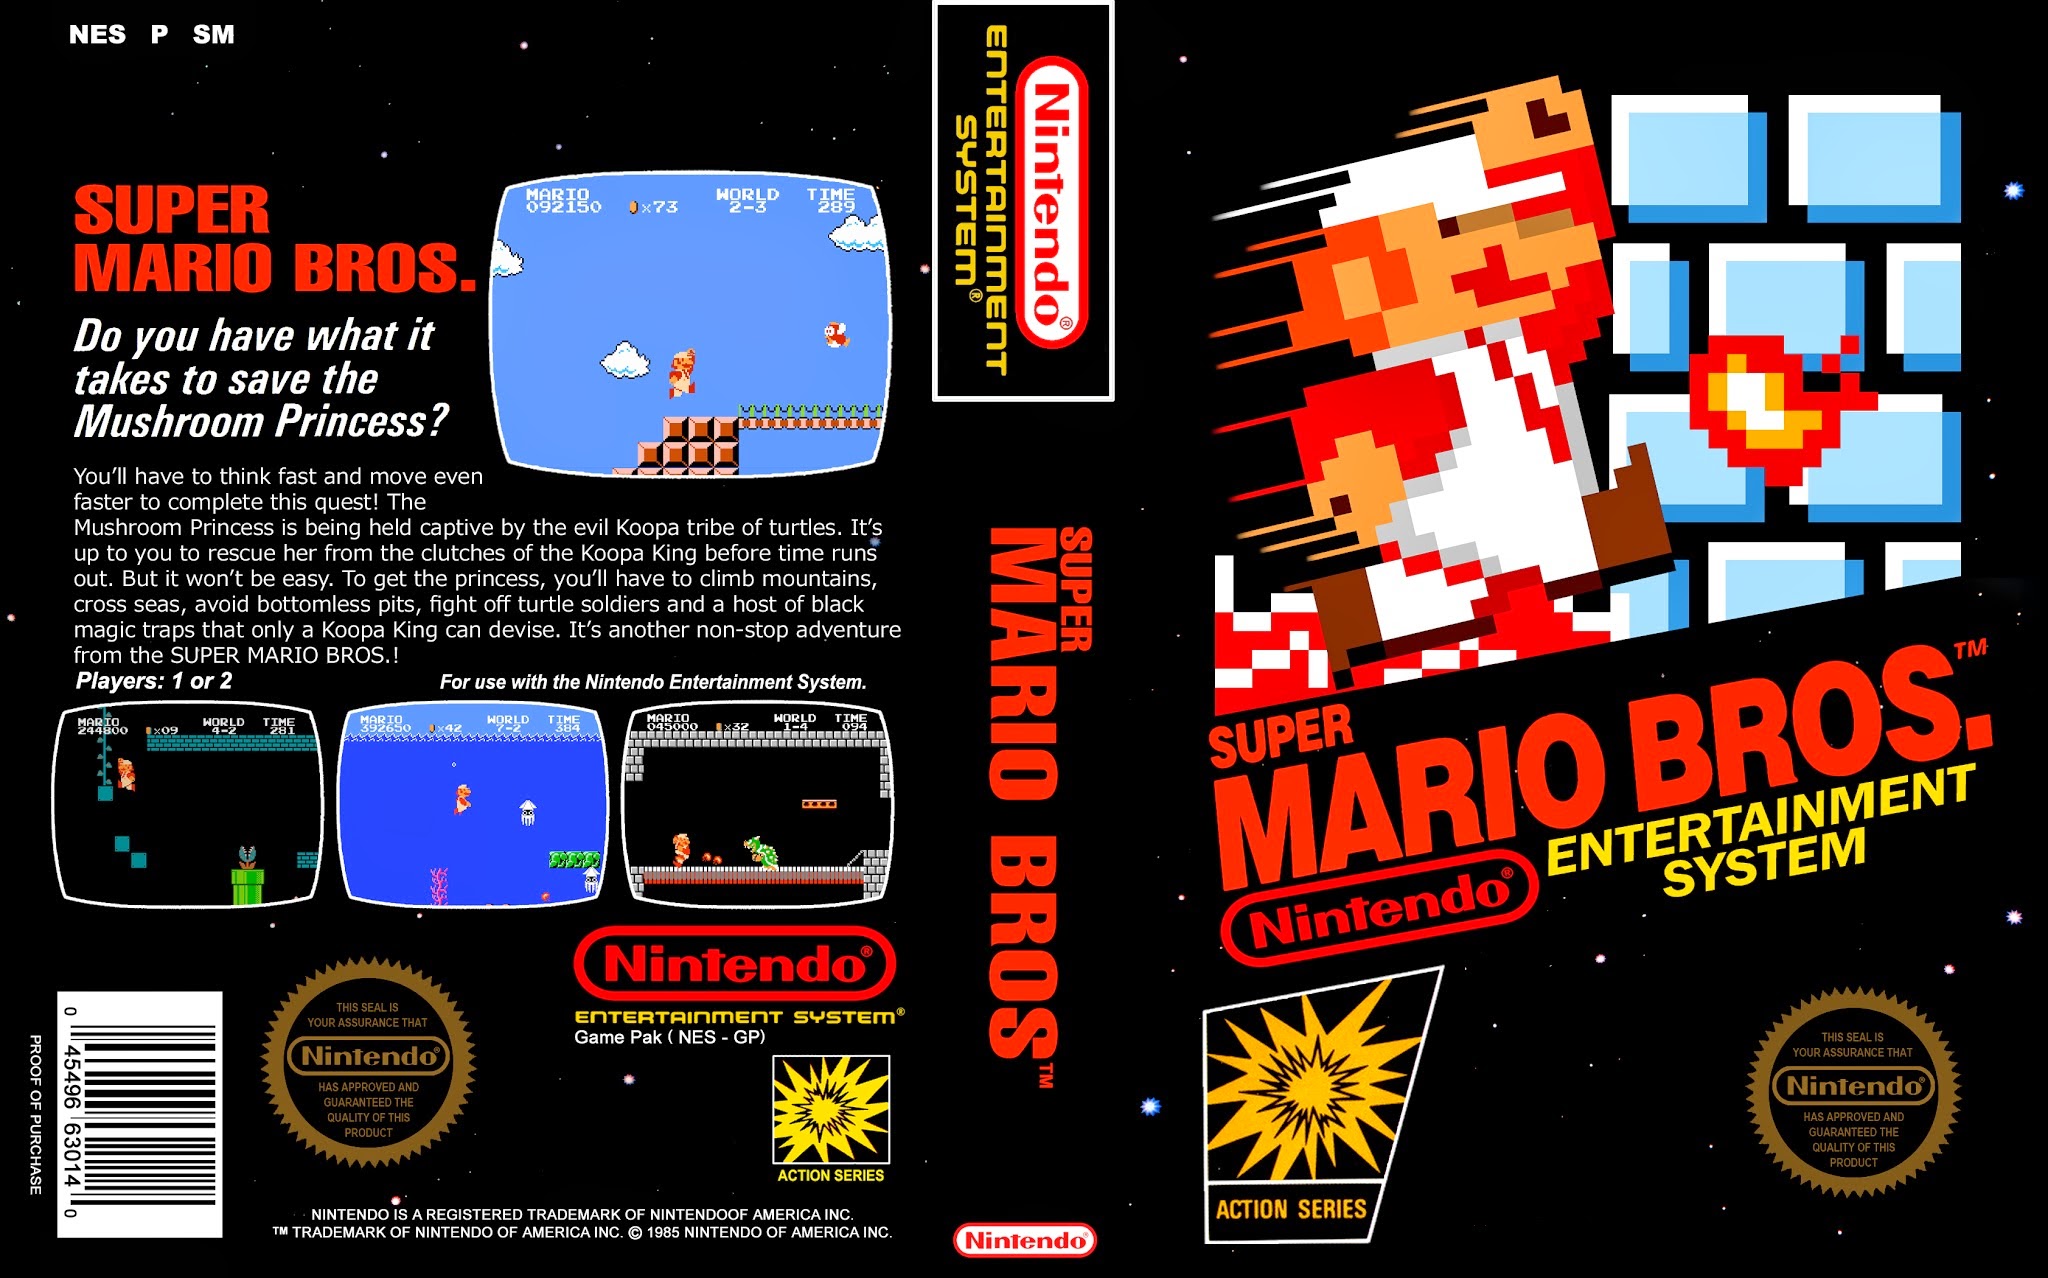 NES P SM
SUPER
MARIO BROS.
Do you have what it
takes to save the
Mushroom Princess?
MARIO WORLD TIME
092150 x73 2-3 289
You'll have to think fast and move even
faster to complete this quest! The
Mushroom Princess is being held captive by the evil Koopa tribe of turtles. It's
up to you to rescue her from the clutches of the Koopa King before time runs
out. But it won't be easy. To get the princess, you'll have to climb mountains,
cross seas, avoid bottomless pits, fight off turtle soldiers and a host of black
magic traps that only a Koopa King can devise. It's another non-stop adventure
from the SUPER MARIO BROS.!
Players: 1 or 2 For use with the Nintendo Entertainment System.
MARIO WORLD TIME
244800 x09 4-2 281
MARIO WORLD TIME
392650 x42 7-2 384
MARIO WORLD TIME
045000 x32 1-4 094
Nintendo®
ENTERTAINMENT SYSTEM®
Game Pak ( NES - GP)
ACTION SERIES
THIS SEAL IS
YOUR ASSURANCE THAT
Nintendo®
HAS APPROVED AND
GUARANTEED THE
QUALITY OF THIS
PRODUCT
0 45496 63014 0
PROOF OF PURCHASE
NINTENDO IS A REGISTERED TRADEMARK OF NINTENDOOF AMERICA INC.
™ TRADEMARK OF NINTENDO OF AMERICA INC. © 1985 NINTENDO OF AMERICA INC.
Nintendo®
ENTERTAINMENT
SYSTEM®
SUPER
MARIO BROS™
Nintendo®
SUPER
MARIO BROS.™
Nintendo®
ENTERTAINMENT
SYSTEM
ACTION SERIES
THIS SEAL IS
YOUR ASSURANCE THAT
Nintendo®
HAS APPROVED AND
GUARANTEED THE
QUALITY OF THIS
PRODUCT